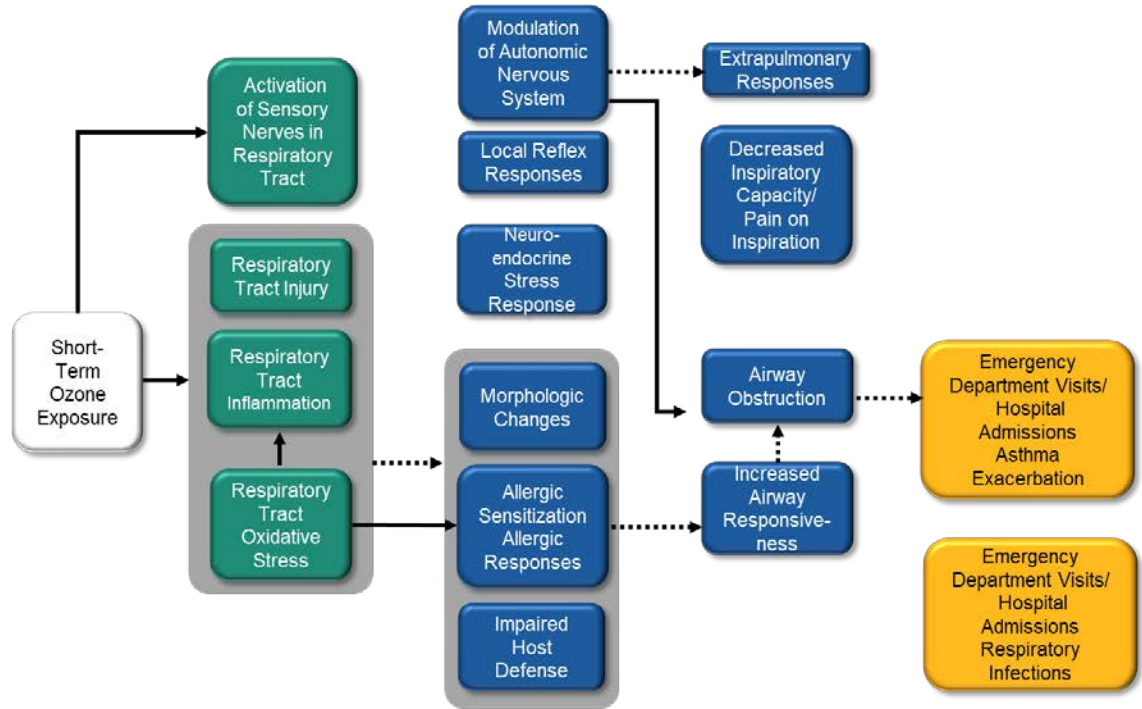 Short-
Term
Ozone
Exposure
Activation
of Sensory
Nerves in
Respiratory
Tract
Respiratory
Tract Injury
Respiratory
Tract
Inflammation
Respiratory
Tract
Oxidative
Stress
Modulation
of Autonomic
Nervous
System
Local Reflex
Responses
Neuro-
endocrine
Stress
Response
Morphologic
Changes
Allergic
Sensitization
Allergic
Responses
Impaired
Host
Defense
Extrapulmonary
Responses
Decreased
Inspiratory
Capacity/
Pain on
Inspiration
Airway
Obstruction
Increased
Airway
Responsive-
ness
Emergency
Department Visits/
Hospital
Admissions
Asthma
Exacerbation
Emergency
Department Visits/
Hospital
Admissions
Respiratory
Infections